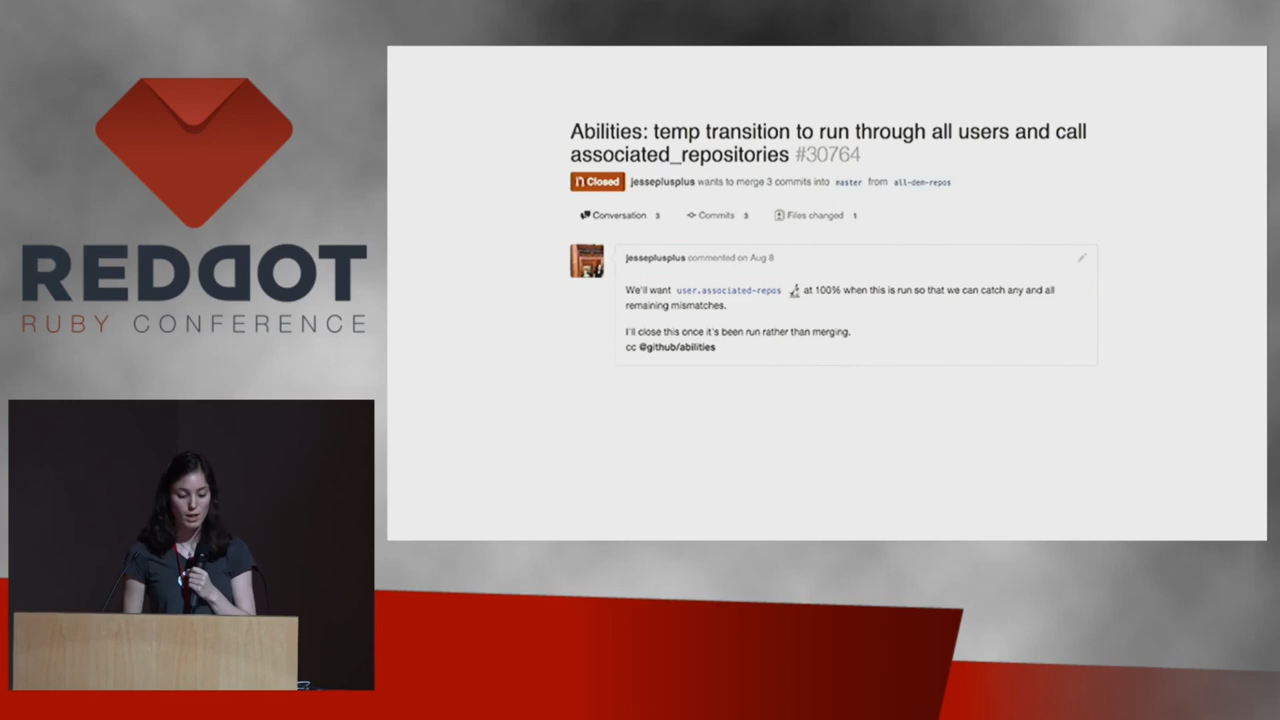 REDDOT
RUBY CONFERENCE
Abilities: temp transition to run through all users and call
associated_repositories #30764
Closed jesseplusplus wants to merge 3 commits into master from all-dem-repos
Conversation 3 Commits 3 Files changed 1
jesseplusplus commented on Aug 8
We'll want user.associated-repos at 100% when this is run so that we can catch any and all
remaining mismatches.
I'll close this once it's been run rather than merging.
cc @github/abilities